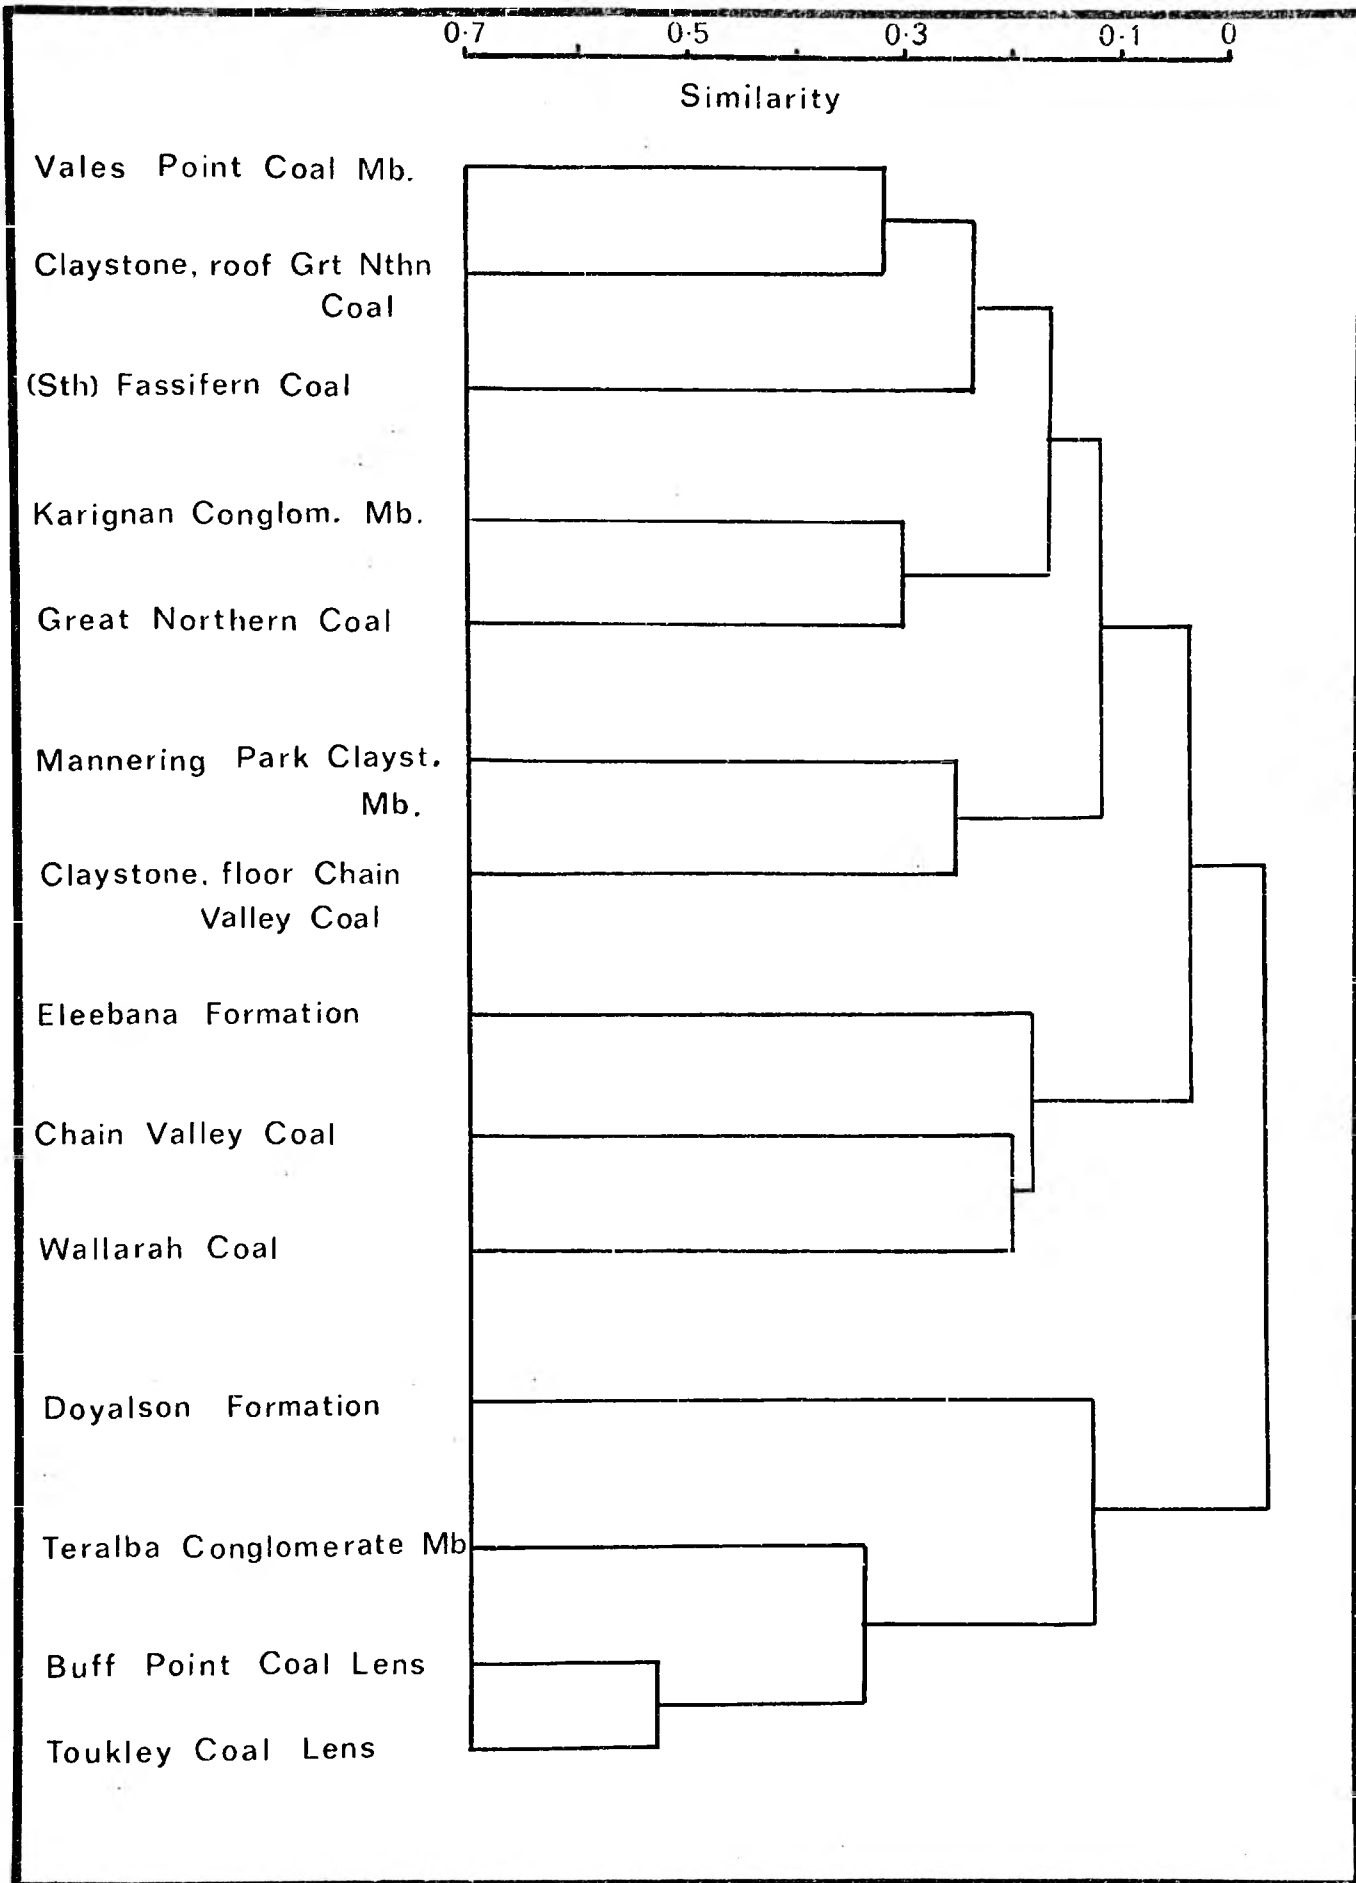 0·7 0·5 0·3 0·1 0
Similarity
Vales Point Coal Mb.
Claystone, roof Grt Nthn
Coal
(Sth) Fassifern Coal
Karignan Conglom. Mb.
Great Northern Coal
Mannering Park Clayst.
Mb.
Claystone. floor Chain
Valley Coal
Eleebana Formation
Chain Valley Coal
Wallarah Coal
Doyalson Formation
Teralba Conglomerate Mb
Buff Point Coal Lens
Toukley Coal Lens